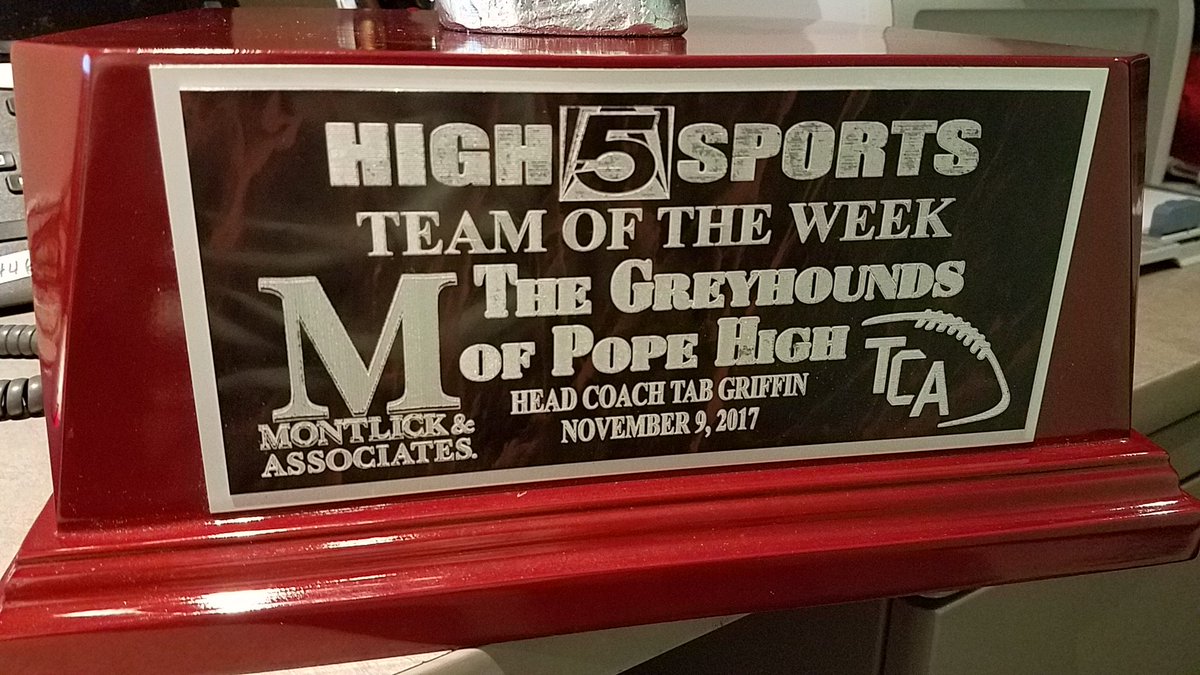 HIGH 5 SPORTS
TEAM OF THE WEEK
M
MONTLICK &
ASSOCIATES.
THE GREYHOUNDS
OF POPE HIGH
HEAD COACH TAB GRIFFIN
NOVEMBER 9, 2017
TCA